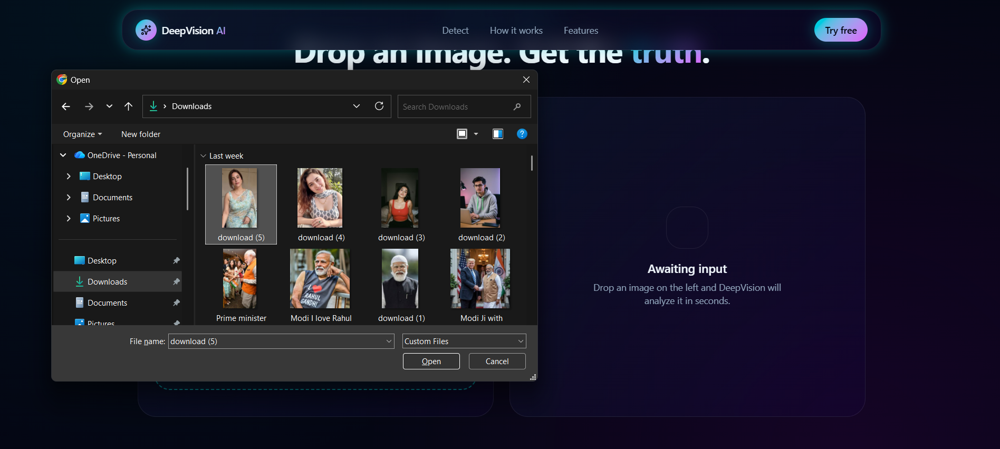 DeepVision AI
Detect
How it works
Features
Try free
Drop an image. Get the truth.
Open
Downloads
Search Downloads
Organize
New folder
OneDrive - Personal
Desktop
Documents
Pictures
Desktop
Downloads
Documents
Pictures
Last week
download (5)
download (4)
download (3)
download (2)
I ❤ RAHUL GANDHI
Prime minister
Modi I love Rahul
download (1)
Modi Ji with
File name:
download (5)
Custom Files
Open
Cancel
Awaiting input
Drop an image on the left and DeepVision will
analyze it in seconds.